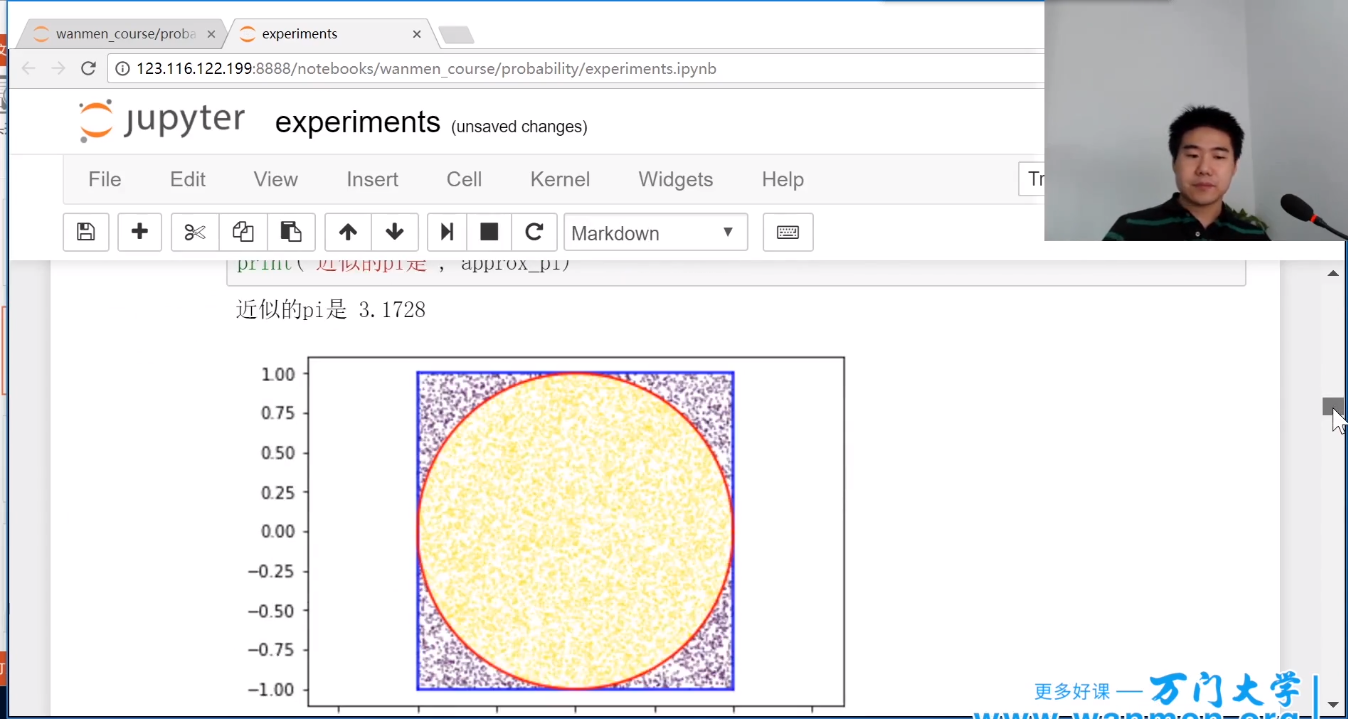 wanmen_course/proba
experiments
123.116.122.199:8888/notebooks/wanmen_course/probability/experiments.ipynb
jupyter experiments (unsaved changes)
File Edit View Insert Cell Kernel Widgets Help
Tr
Markdown
print('近似的pi是', approx_pi)
近似的pi是 3.1728
1.00
0.75
0.50
0.25
0.00
−0.25
−0.50
−0.75
−1.00
更多好课 — 万门大学
www.wanmen.org